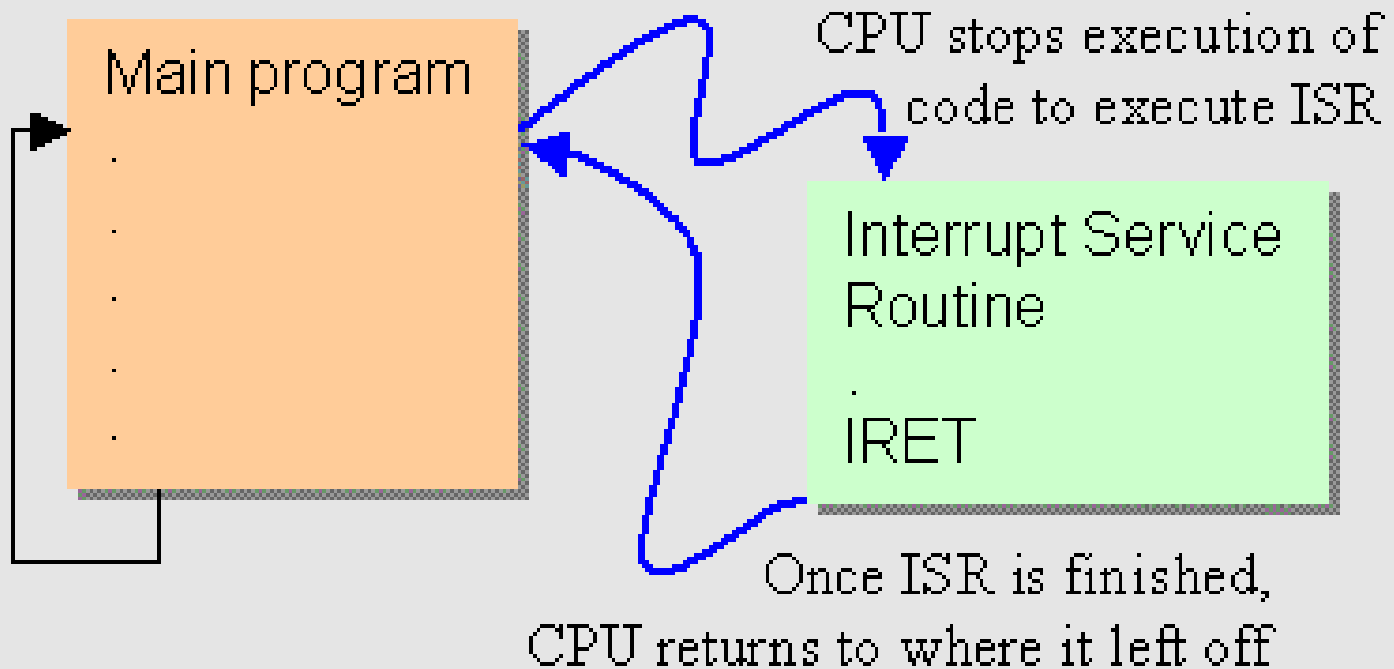 Main program
.
.
.
.
.
CPU stops execution of
code to execute ISR
Interrupt Service
Routine
.
IRET
Once ISR is finished,
CPU returns to where it left off